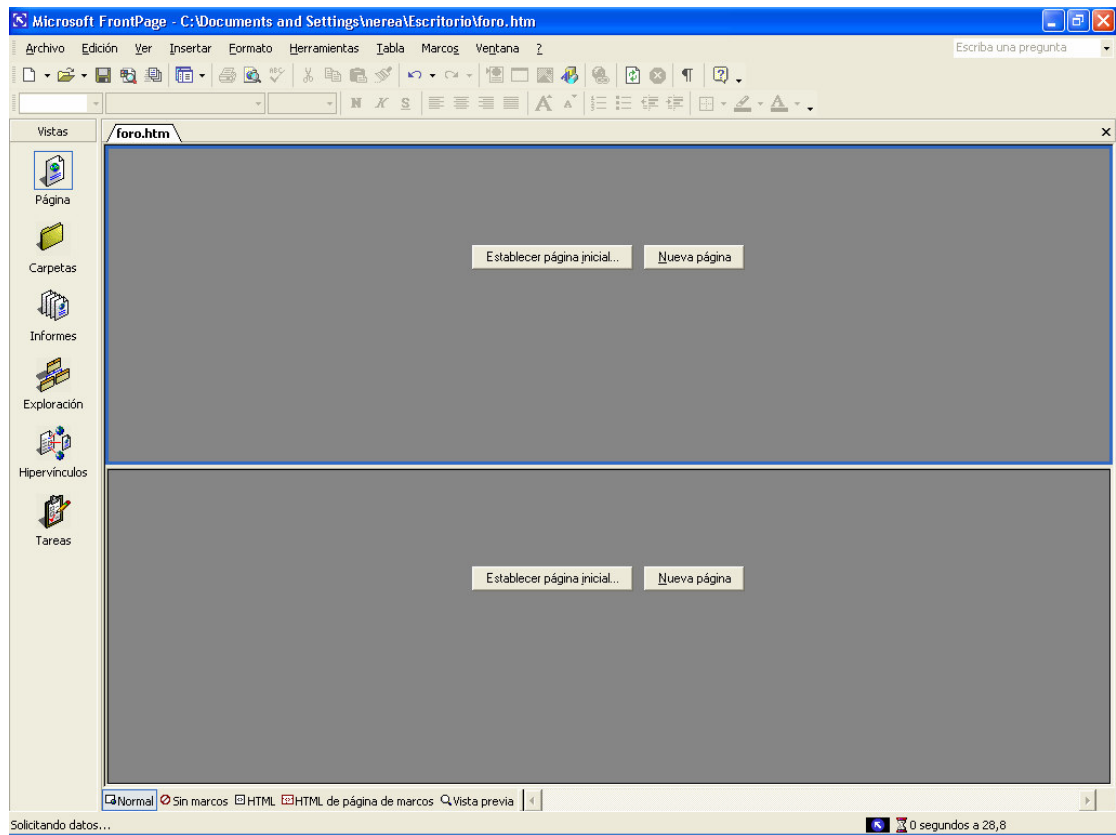 Microsoft FrontPage - C:\Documents and Settings\nerea\Escritorio\foro.htm
Archivo Edición Ver Insertar Formato Herramientas Tabla Marcos Ventana ? Escriba una pregunta
N K S
Vistas foro.htm
Página
Establecer página inicial... Nueva página
Carpetas
Informes
Exploración
Hipervínculos
Tareas
Establecer página inicial... Nueva página
Normal Sin marcos HTML HTML de página de marcos Vista previa
Solicitando datos... 0 segundos a 28,8